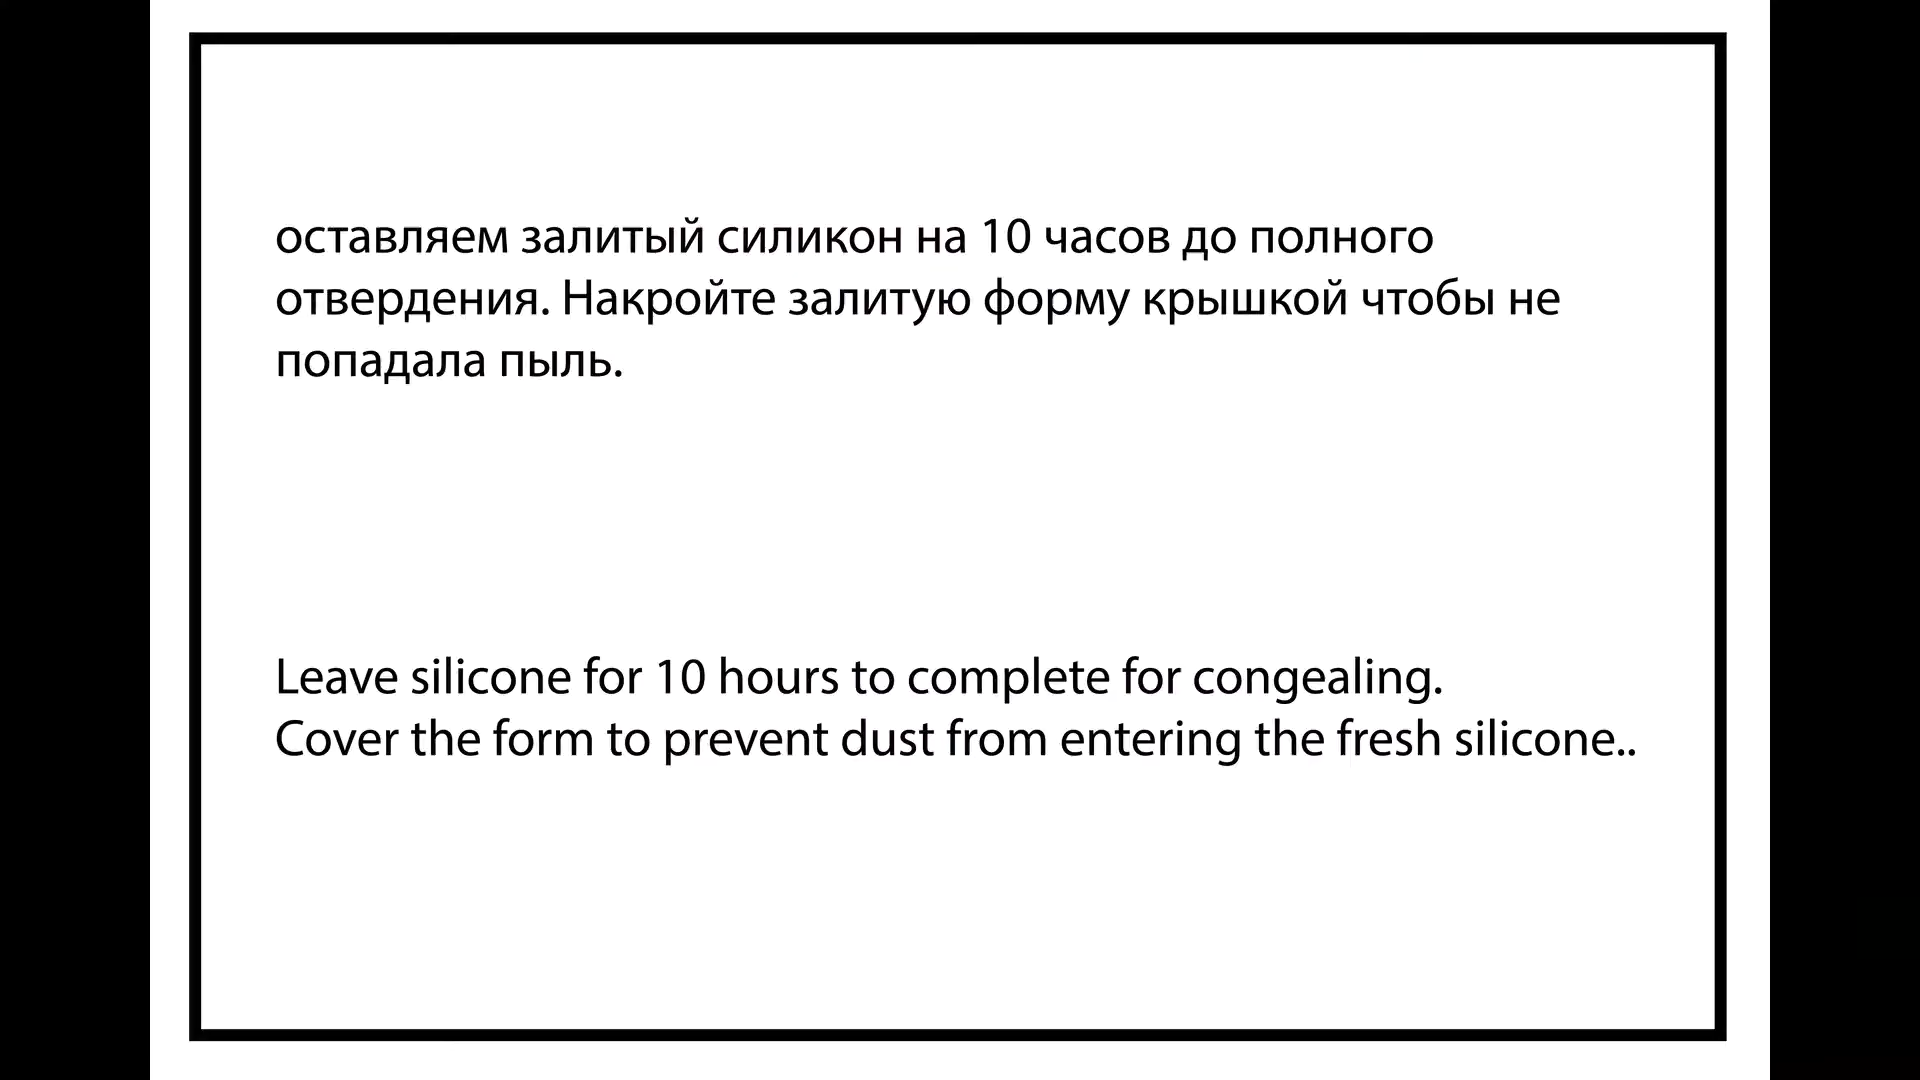 оставляем залитый силикон на 10 часов до полного
отвердения. Накройте залитую форму крышкой чтобы не
попадала пыль.
Leave silicone for 10 hours to complete for congealing.
Cover the form to prevent dust from entering the fresh silicone..